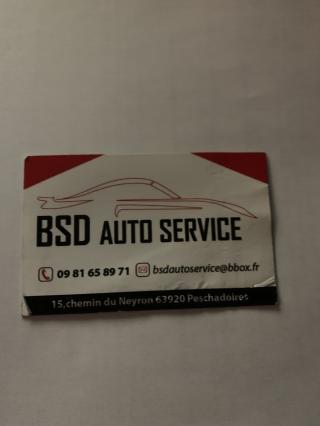 BSD AUTO SERVICE
09 81 65 89 71 bsdautoservice@bbox.fr
15,chemin du Neyron 63920 Peschadoires